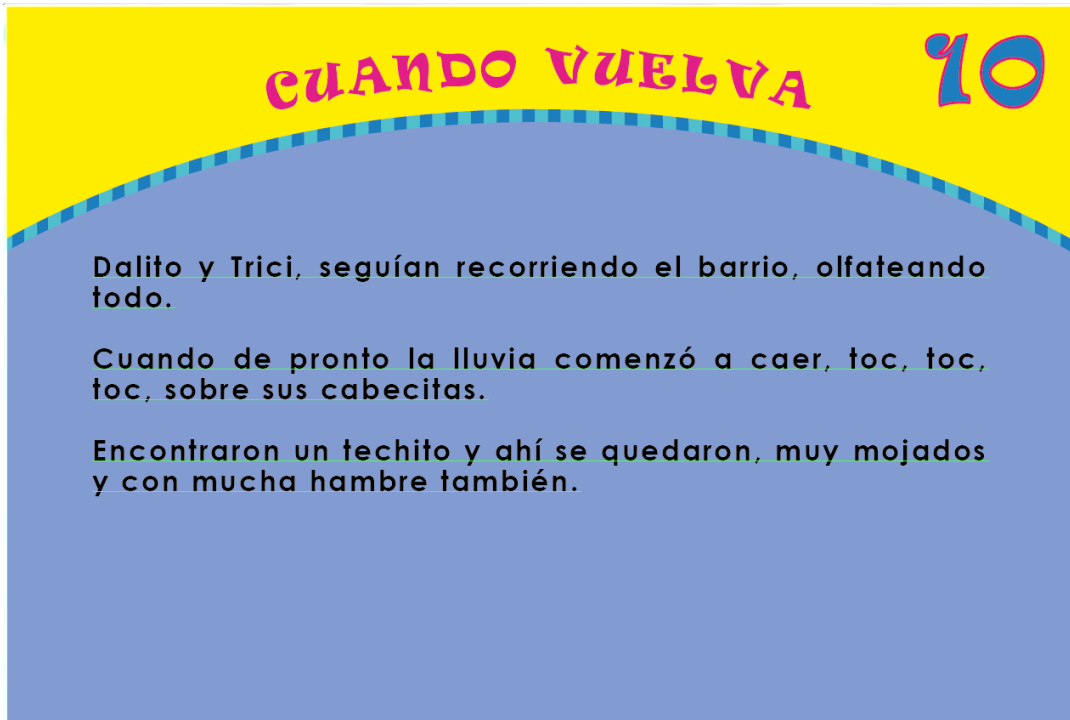 CUANDO VUELVA
10
Dalito y Trici, seguían recorriendo el barrio, olfateando
todo.
Cuando de pronto la lluvia comenzó a caer, toc, toc,
toc, sobre sus cabecitas.
Encontraron un techito y ahí se quedaron, muy mojados
y con mucha hambre también.